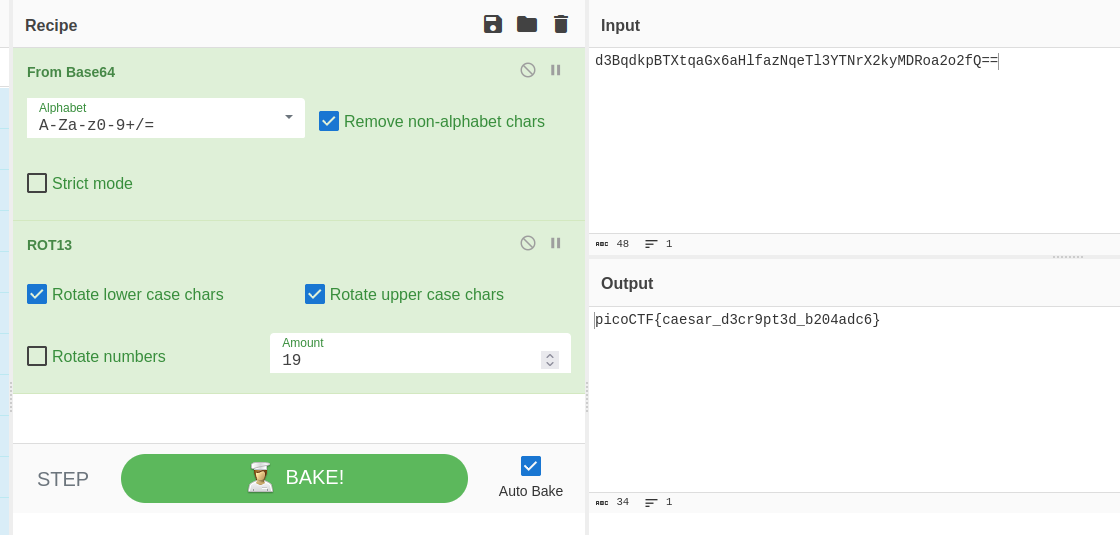 Recipe
From Base64
Alphabet
A-Za-z0-9+/=
Remove non-alphabet chars
Strict mode
ROT13
Rotate lower case chars
Rotate upper case chars
Rotate numbers
Amount
19
STEP
BAKE!
Auto Bake
Input
d3BqdkpBTXtqaGx6aHlfazNqeTl3YTNrX2kyMDRoa2o2fQ==
ABC 48 1
Output
picoCTF{caesar_d3cr9pt3d_b204adc6}
ABC 34 1